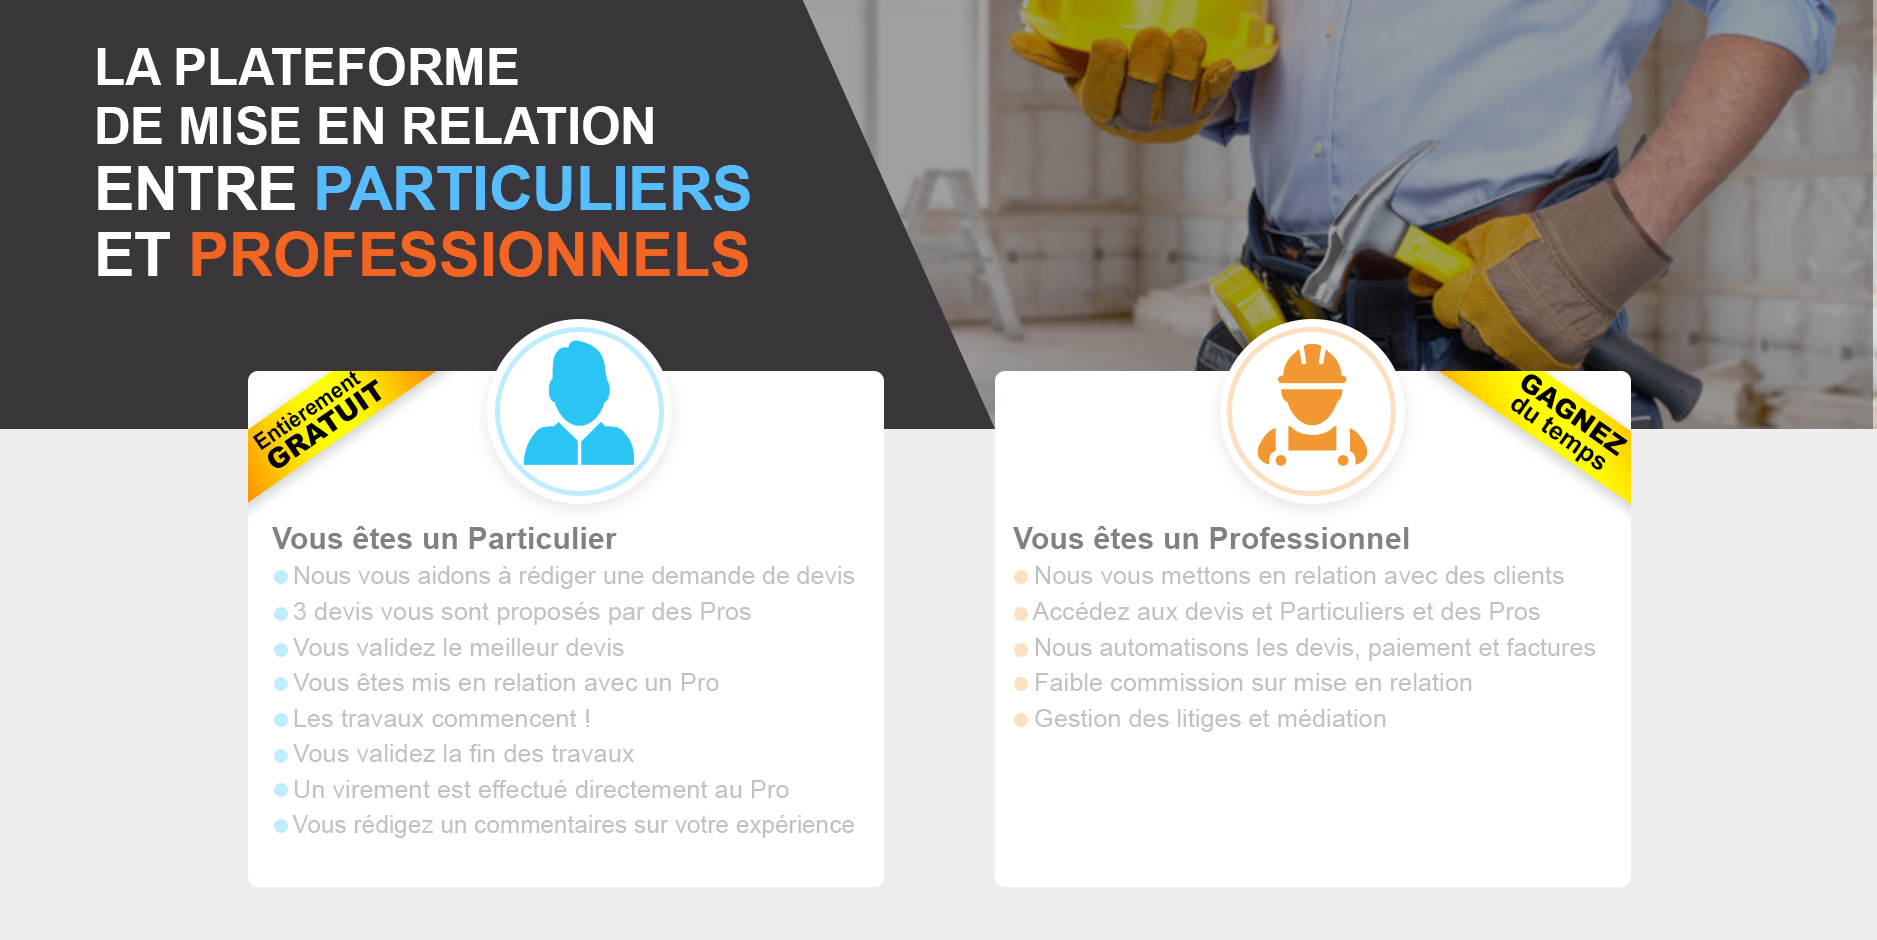 LA PLATEFORME
DE MISE EN RELATION
ENTRE PARTICULIERS
ET PROFESSIONNELS
Entièrement
GRATUIT
Vous êtes un Particulier
Nous vous aidons à rédiger une demande de devis
3 devis vous sont proposés par des Pros
Vous validez le meilleur devis
Vous êtes mis en relation avec un Pro
Les travaux commencent !
Vous validez la fin des travaux
Un virement est effectué directement au Pro
Vous rédigez un commentaires sur votre expérience
GAGNEZ
du temps
Vous êtes un Professionnel
Nous vous mettons en relation avec des clients
Accédez aux devis et Particuliers et des Pros
Nous automatisons les devis, paiement et factures
Faible commission sur mise en relation
Gestion des litiges et médiation